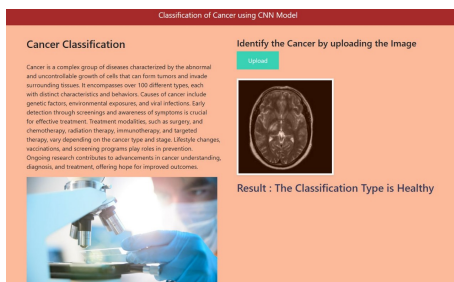 Classification of Cancer using CNN Model
Cancer Classification
Cancer is a complex group of diseases characterized by the abnormal
and uncontrollable growth of cells that can form tumors and invade
surrounding tissues. It encompasses over 100 different types, each
with distinct characteristics and behaviors. Causes of cancer include
genetic factors, environmental exposures, and viral infections. Early
detection through screenings and awareness of symptoms is crucial
for effective treatment. Treatment modalities, such as surgery, and
chemotherapy, radiation therapy, immunotherapy, and targeted
therapy, vary depending on the cancer type and stage. Lifestyle changes,
vaccinations, and screening programs play roles in prevention.
Ongoing research contributes to advancements in cancer understanding,
diagnosis, and treatment, offering hope for improved outcomes.
Identify the Cancer by uploading the Image
Upload
Result : The Classification Type is Healthy